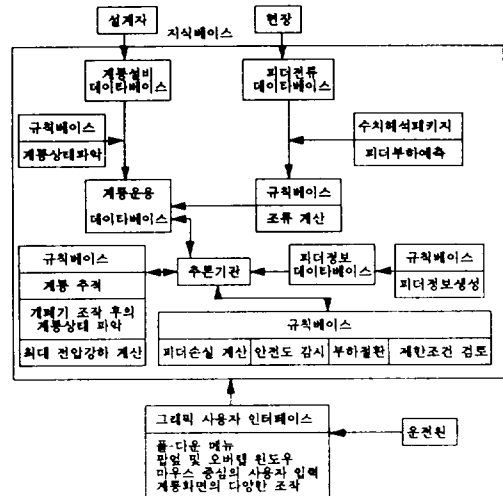 설계자
현장
지식베이스
계통설비
데이타베이스
피더전류
데이타베이스
규칙베이스
계통상태파악
수치해석패키지
피더부하예측
계통운용
데이타베이스
규칙베이스
조류 계산
규칙베이스
계통 추적
개폐기 조작 후의
계통상태 파악
최대 전압강하 계산
추론기관
피더정보
데이타베이스
규칙베이스
피더정보생성
규칙베이스
피더손실 계산
안전도 감시
부하절환
제한조건 검토
그래픽 사용자 인터페이스
풀-다운 메뉴
팝업 및 오버랩 윈도우
마우스 중심의 사용자 입력
계통화면의 다양한 조작
운전원